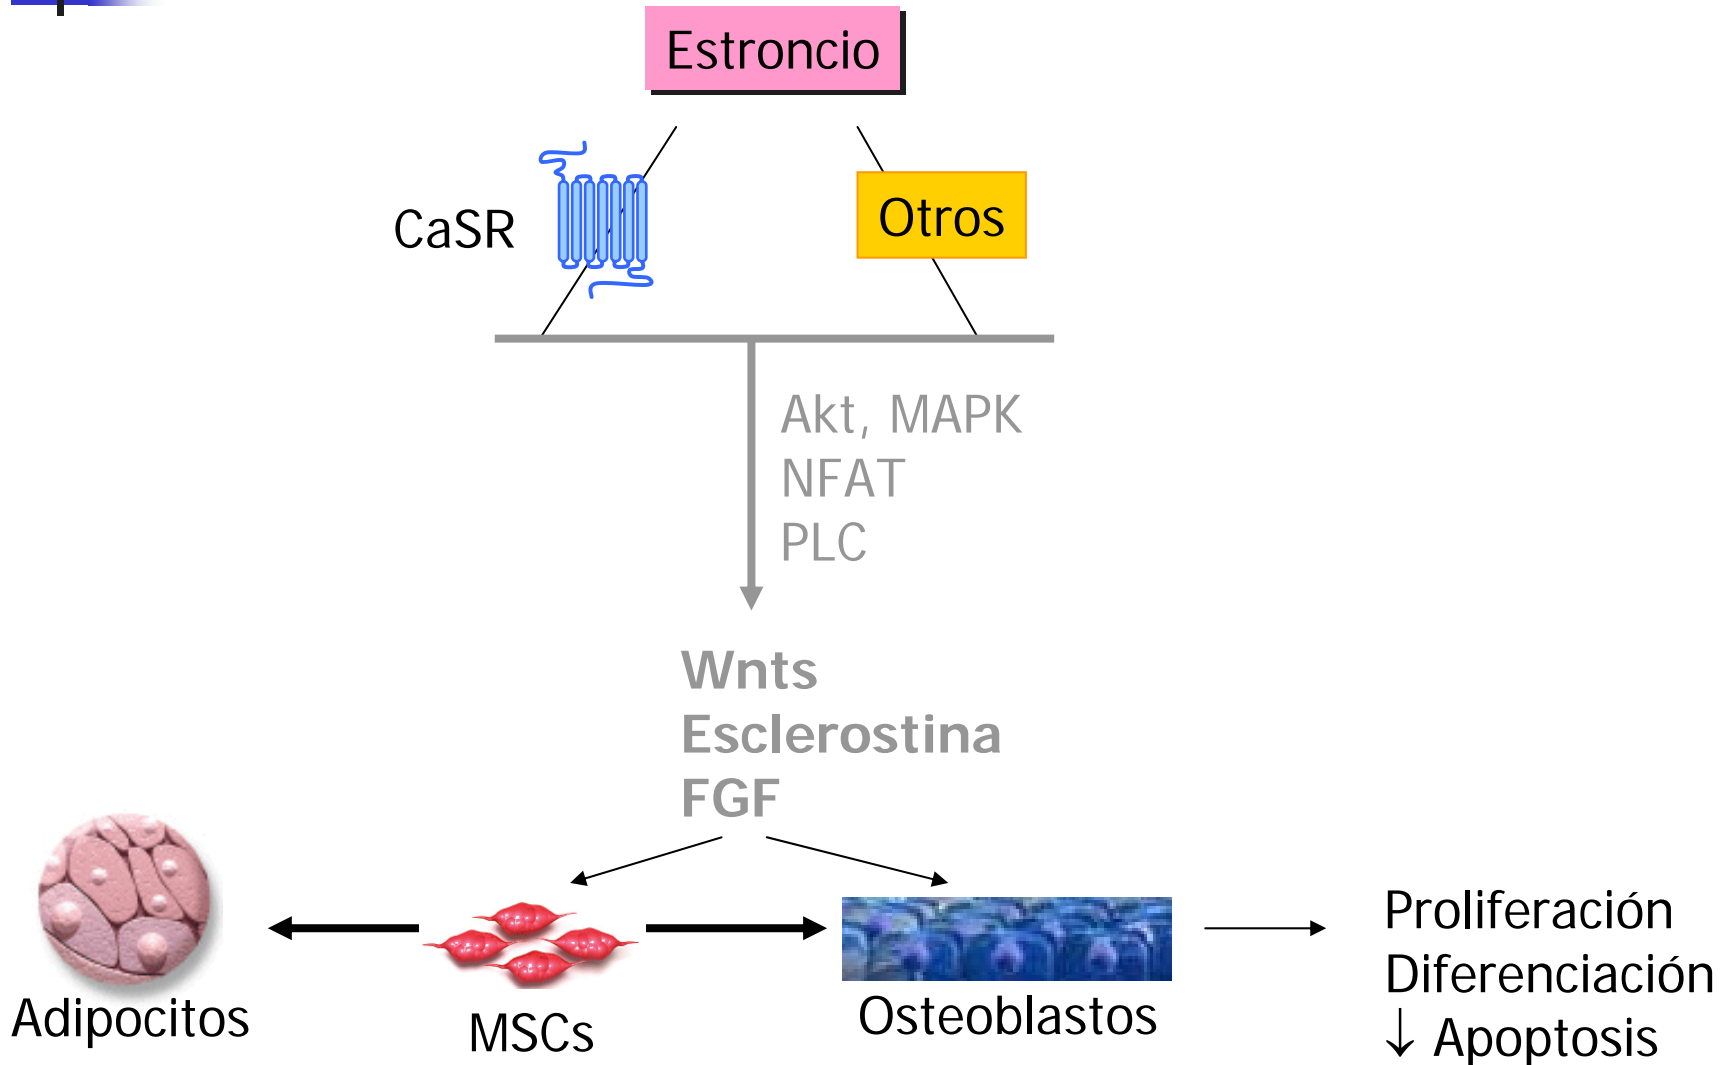 Estroncio
CaSR
Otros
Akt, MAPK
NFAT
PLC
Wnts
Esclerostina
FGF
Adipocitos
MSCs
Osteoblastos
Proliferación
Diferenciación
↓ Apoptosis